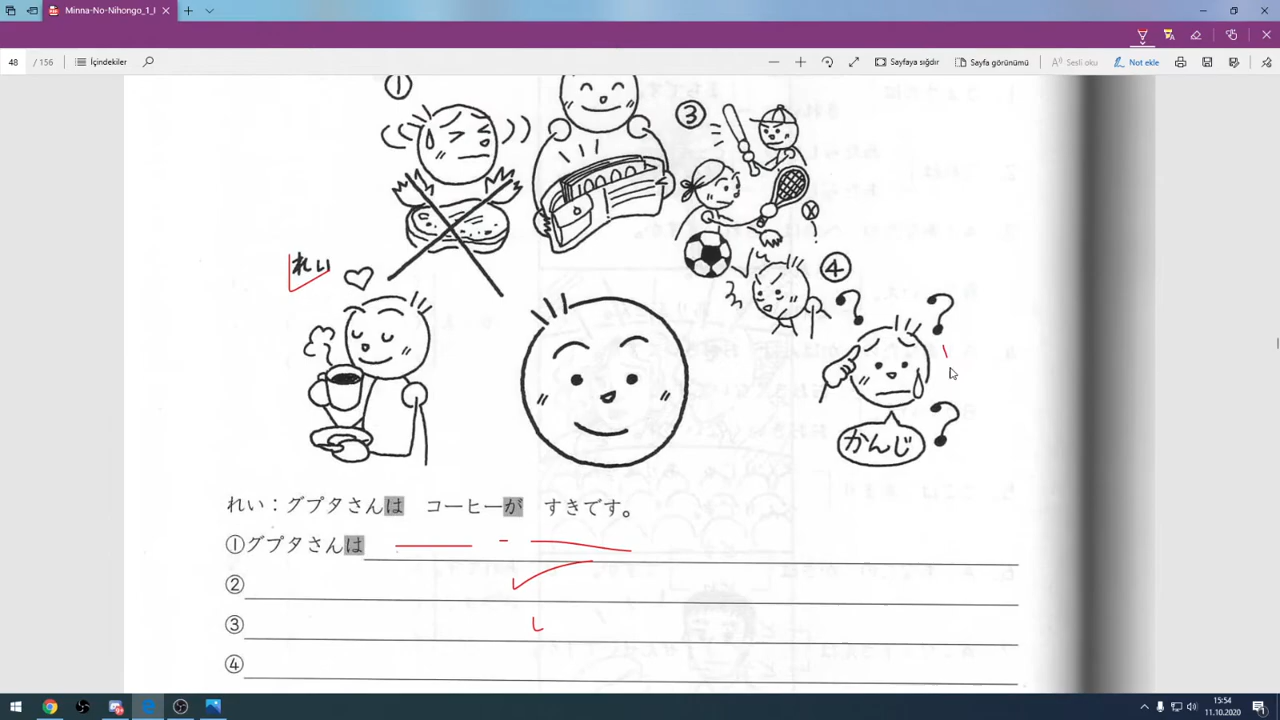 Minna-No-Nihongo_1_I
48 / 156
İçindekiler
Sayfaya sığdır
Sayfa görünümü
Sesli oku
Not ekle
①
③
れい
④
かんじ
れい：グプタさんは コーヒーが すきです。
①グプタさんは
②
③
④
15:54
11.10.2020